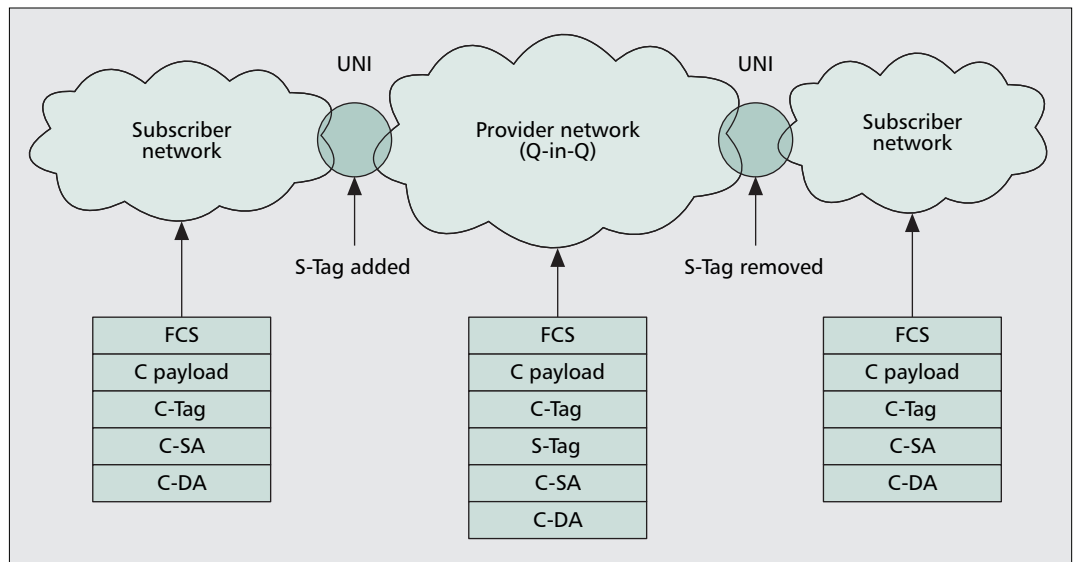 UNI
UNI
Subscriber
network
Provider network
(Q-in-Q)
Subscriber
network
S-Tag added
S-Tag removed
FCS
C payload
C-Tag
C-SA
C-DA
FCS
C payload
C-Tag
S-Tag
C-SA
C-DA
FCS
C payload
C-Tag
C-SA
C-DA